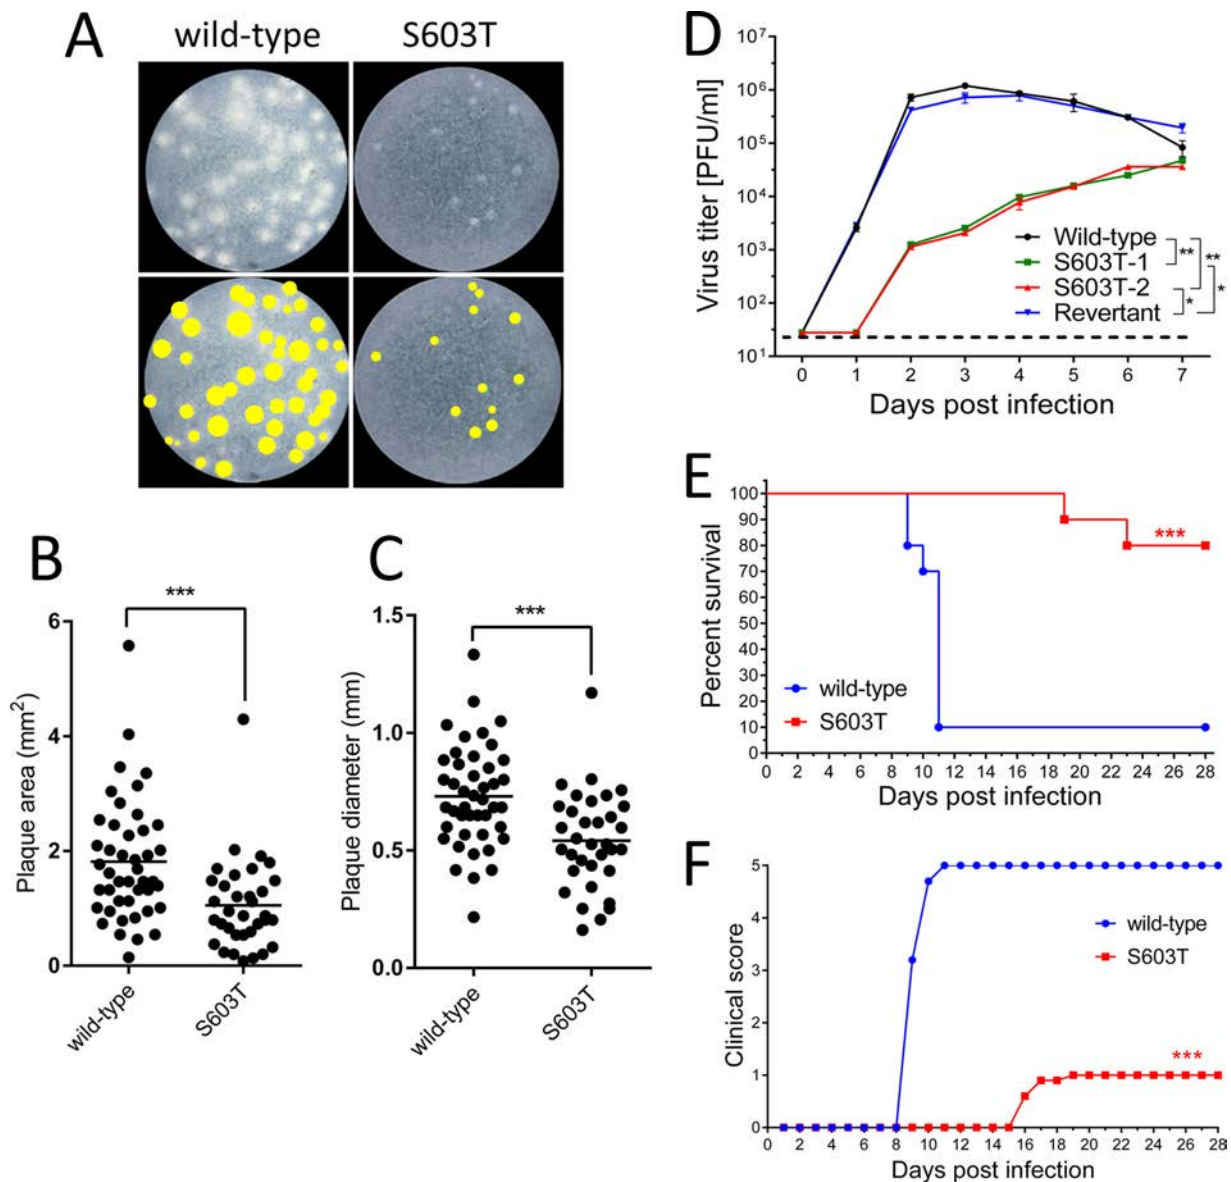 A
wild-type
S603T
B
Plaque area (mm²)
6
4
2
0
***
wild-type
S603T
C
Plaque diameter (mm)
1.5
1.0
0.5
0.0
***
wild-type
S603T
D
Virus titer [PFU/ml]
10⁷
10⁶
10⁵
10⁴
10³
10²
10¹
Wild-type
S603T-1
S603T-2
Revertant
**
*
**
*
0 1 2 3 4 5 6 7
Days post infection
E
Percent survival
100
90
80
70
60
50
40
30
20
10
0
***
wild-type
S603T
0 2 4 6 8 10 12 14 16 18 20 22 24 26 28
Days post infection
F
Clinical score
5
4
3
2
1
0
wild-type
S603T
***
0 2 4 6 8 10 12 14 16 18 20 22 24 26 28
Days post infection